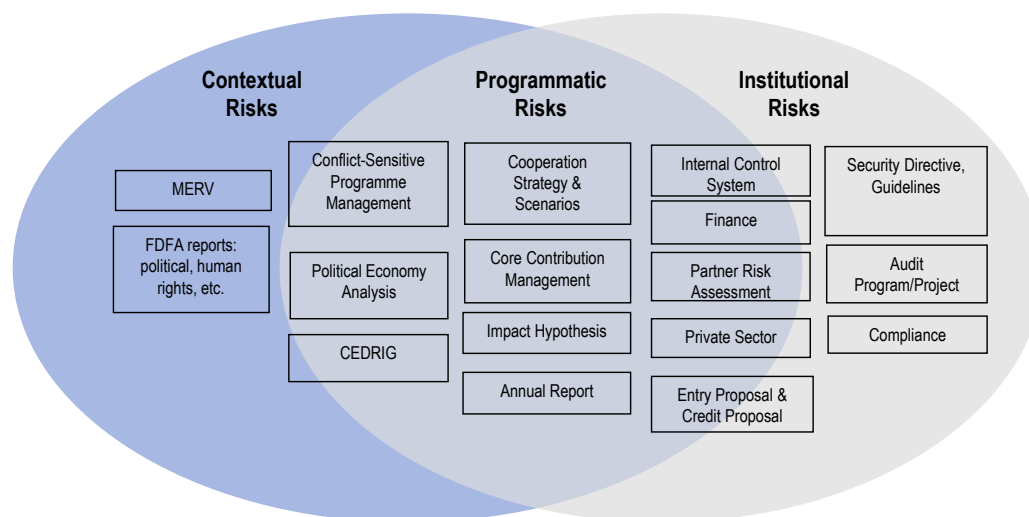 Contextual
Risks
Programmatic
Risks
Institutional
Risks
MERV
FDFA reports:
political, human
rights, etc.
Conflict-Sensitive
Programme
Management
Political Economy
Analysis
CEDRIG
Cooperation
Strategy &
Scenarios
Core Contribution
Management
Impact Hypothesis
Annual Report
Internal Control
System
Finance
Partner Risk
Assessment
Private Sector
Entry Proposal &
Credit Proposal
Security Directive,
Guidelines
Audit
Program/Project
Compliance